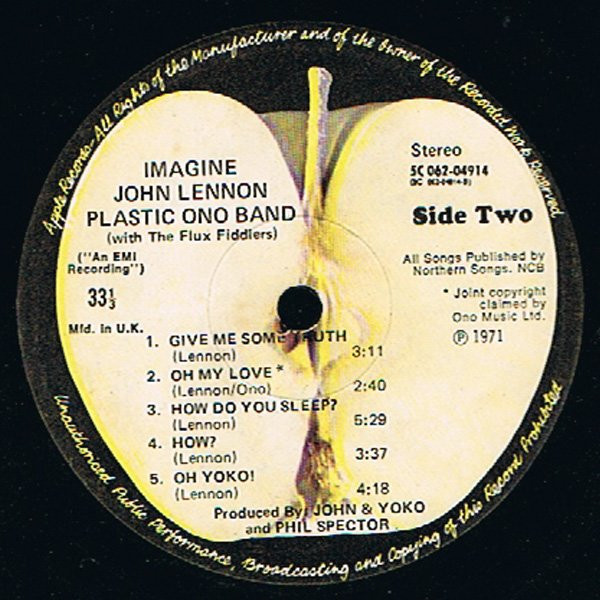 Apple Records-All Rights of the Manufacturer and of the Owner of the Recorded Work Reserved
IMAGINE
JOHN LENNON
PLASTIC ONO BAND
(with The Flux Fiddlers)
("An EMI
Recording")
33⅓
Mfd. in U.K.
Stereo
5C 062-04914
Side Two
All Songs Published by
Northern Songs. NCB
* Joint copyright
claimed by
Ono Music Ltd.
℗ 1971
1. GIVE ME SOME TRUTH
(Lennon) 3:11
2. OH MY LOVE *
(Lennon/Ono) 2:40
3. HOW DO YOU SLEEP?
(Lennon) 5:29
4. HOW?
(Lennon) 3:37
5. OH YOKO!
(Lennon) 4:18
Produced By: JOHN & YOKO
and PHIL SPECTOR
Unauthorised Public Performance, Broadcasting and Copying of this Record Prohibited